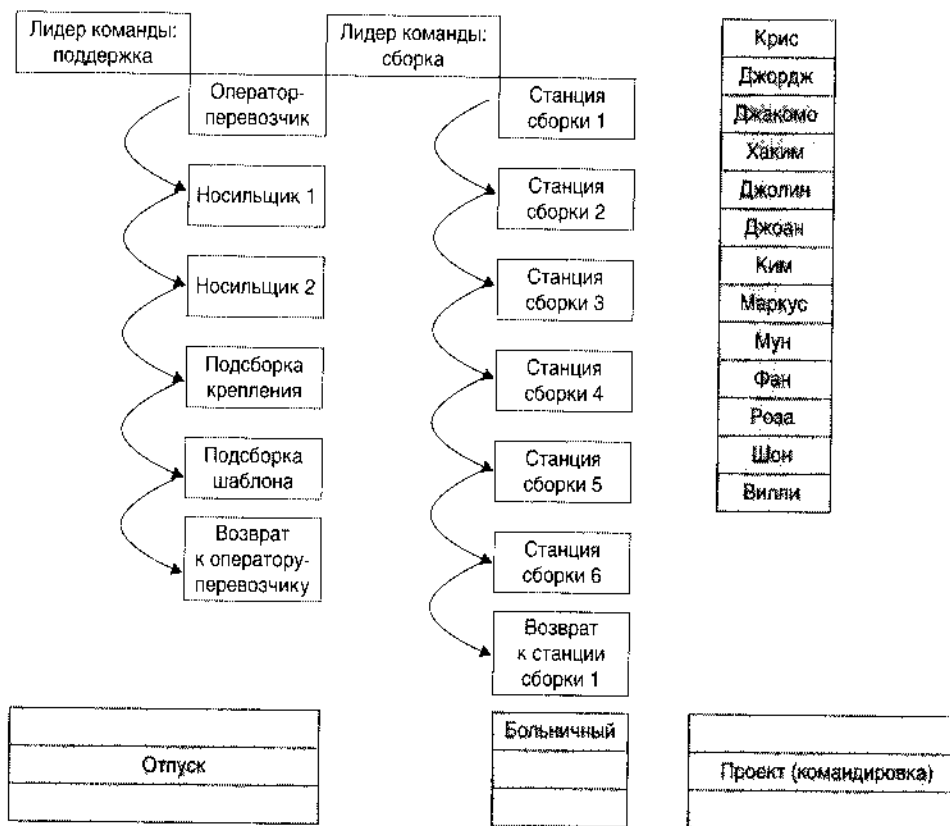 Лидер команды:
поддержка
Оператор-
перевозчик
Носильщик 1
Носильщик 2
Подсборка
крепления
Подсборка
шаблона
Возврат
к оператору-
перевозчику
Лидер команды:
сборка
Станция
сборки 1
Станция
сборки 2
Станция
сборки 3
Станция
сборки 4
Станция
сборки 5
Станция
сборки 6
Возврат
к станции
сборки 1
Крис
Джордж
Джакомо
Хаким
Джолин
Джоан
Ким
Маркус
Мун
Фан
Роза
Шон
Вилли
Отпуск
Больничный
Проект (командировка)